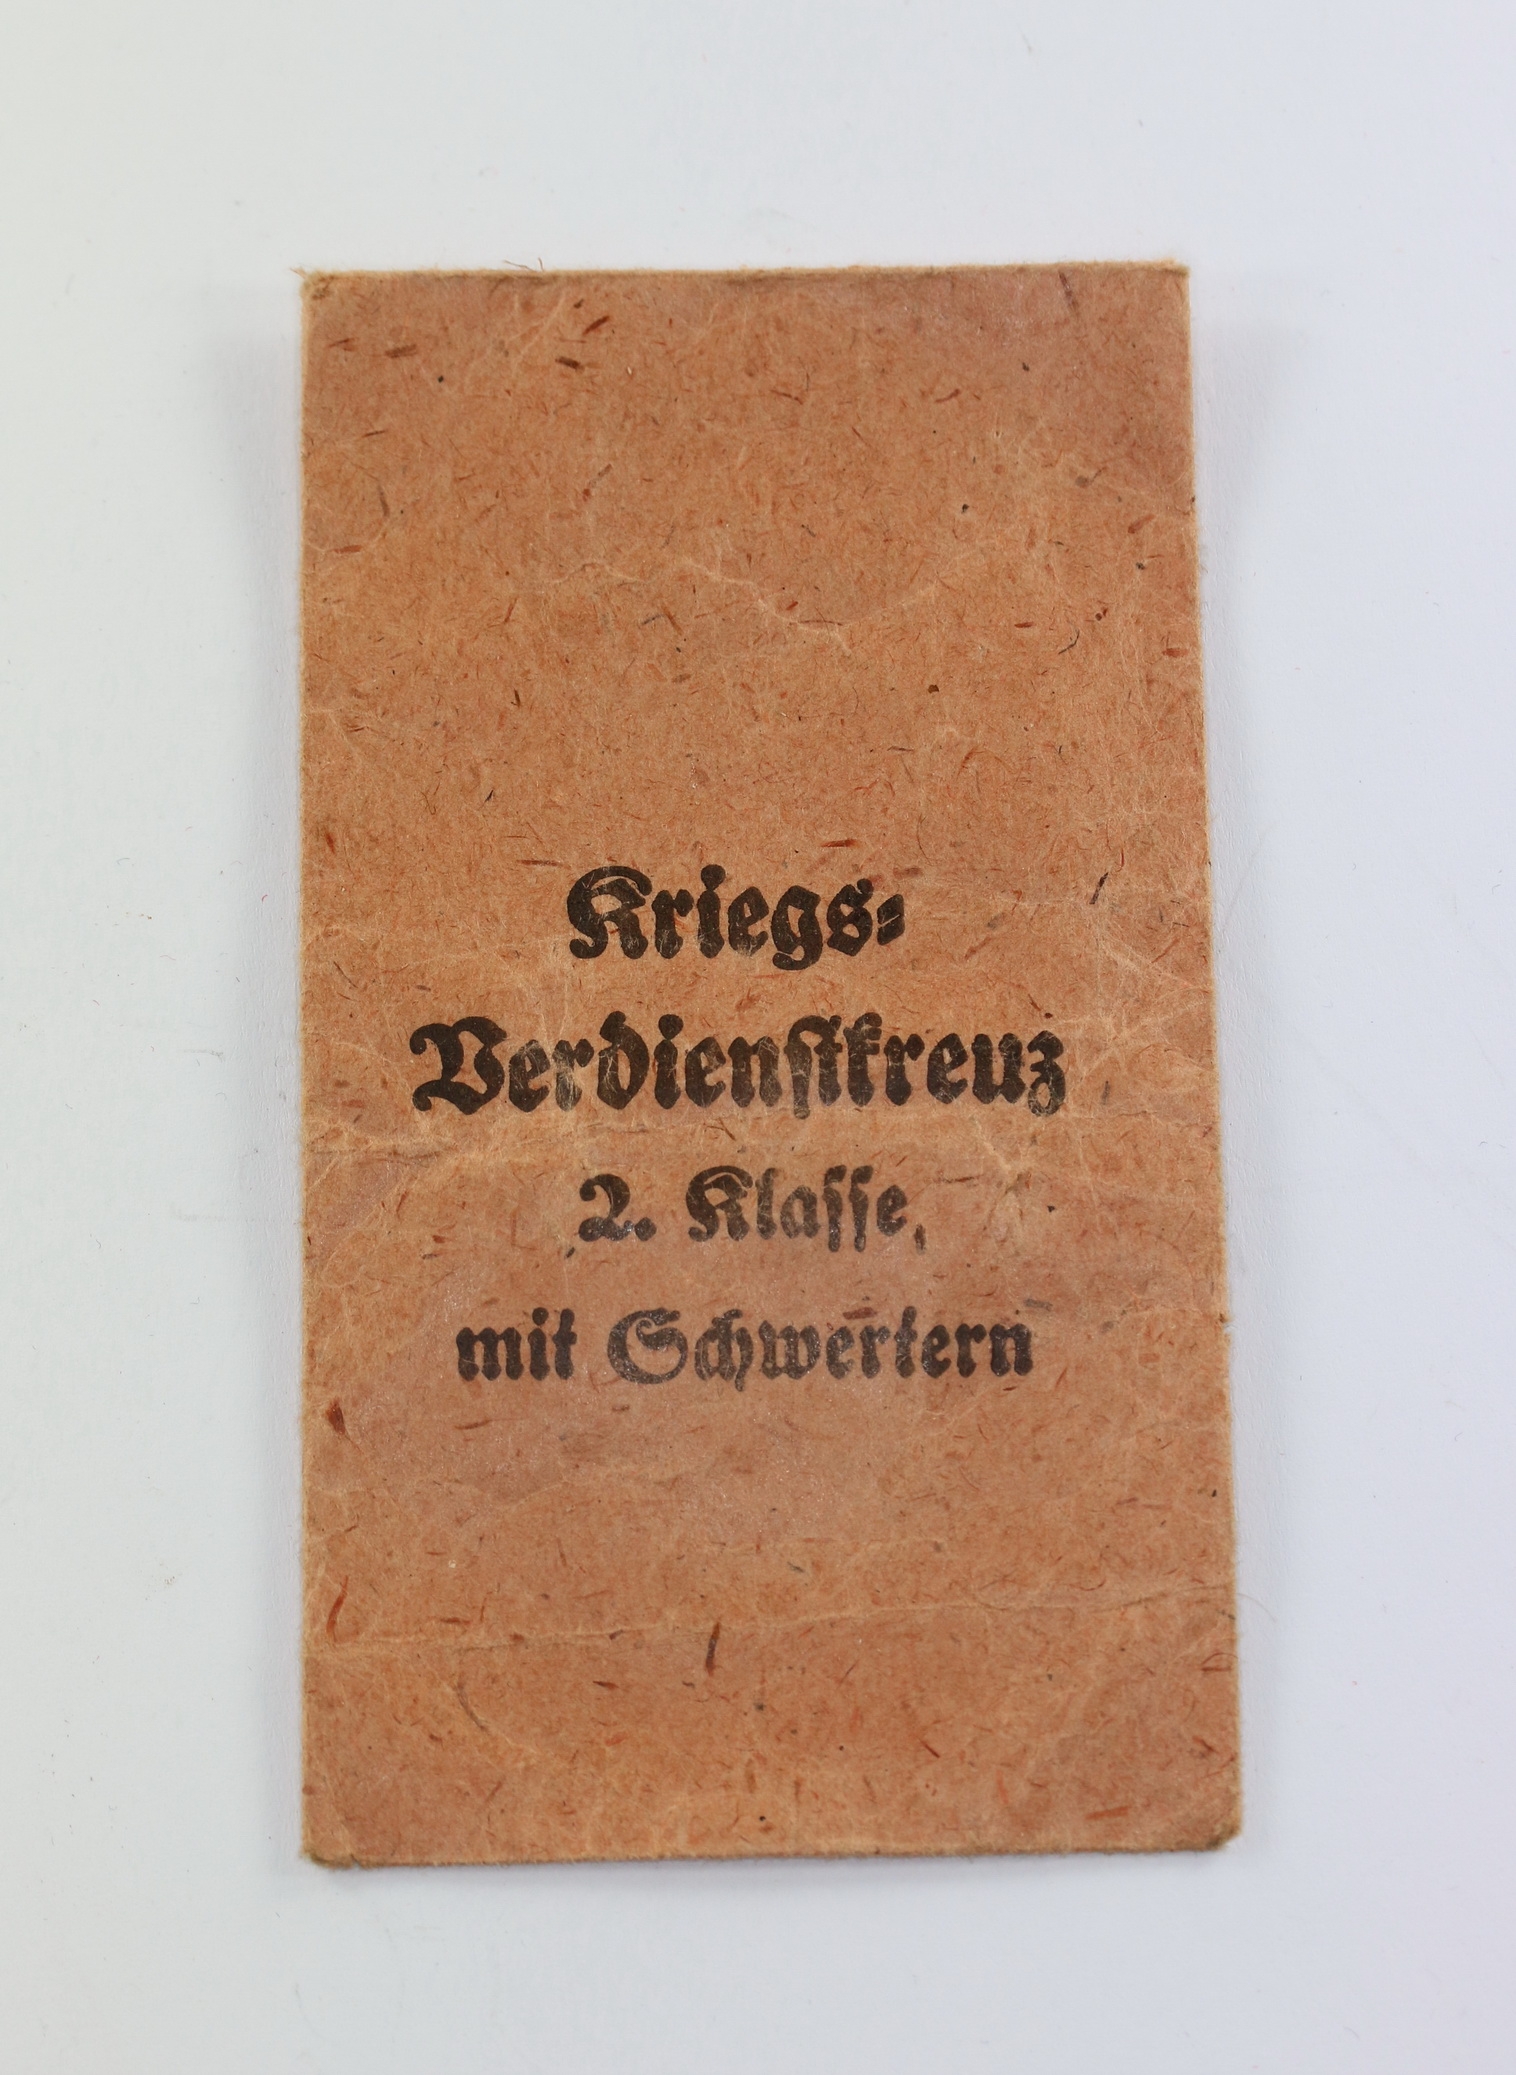 Kriegs-
Verdienstkreuz
2. Klasse,
mit Schwertern